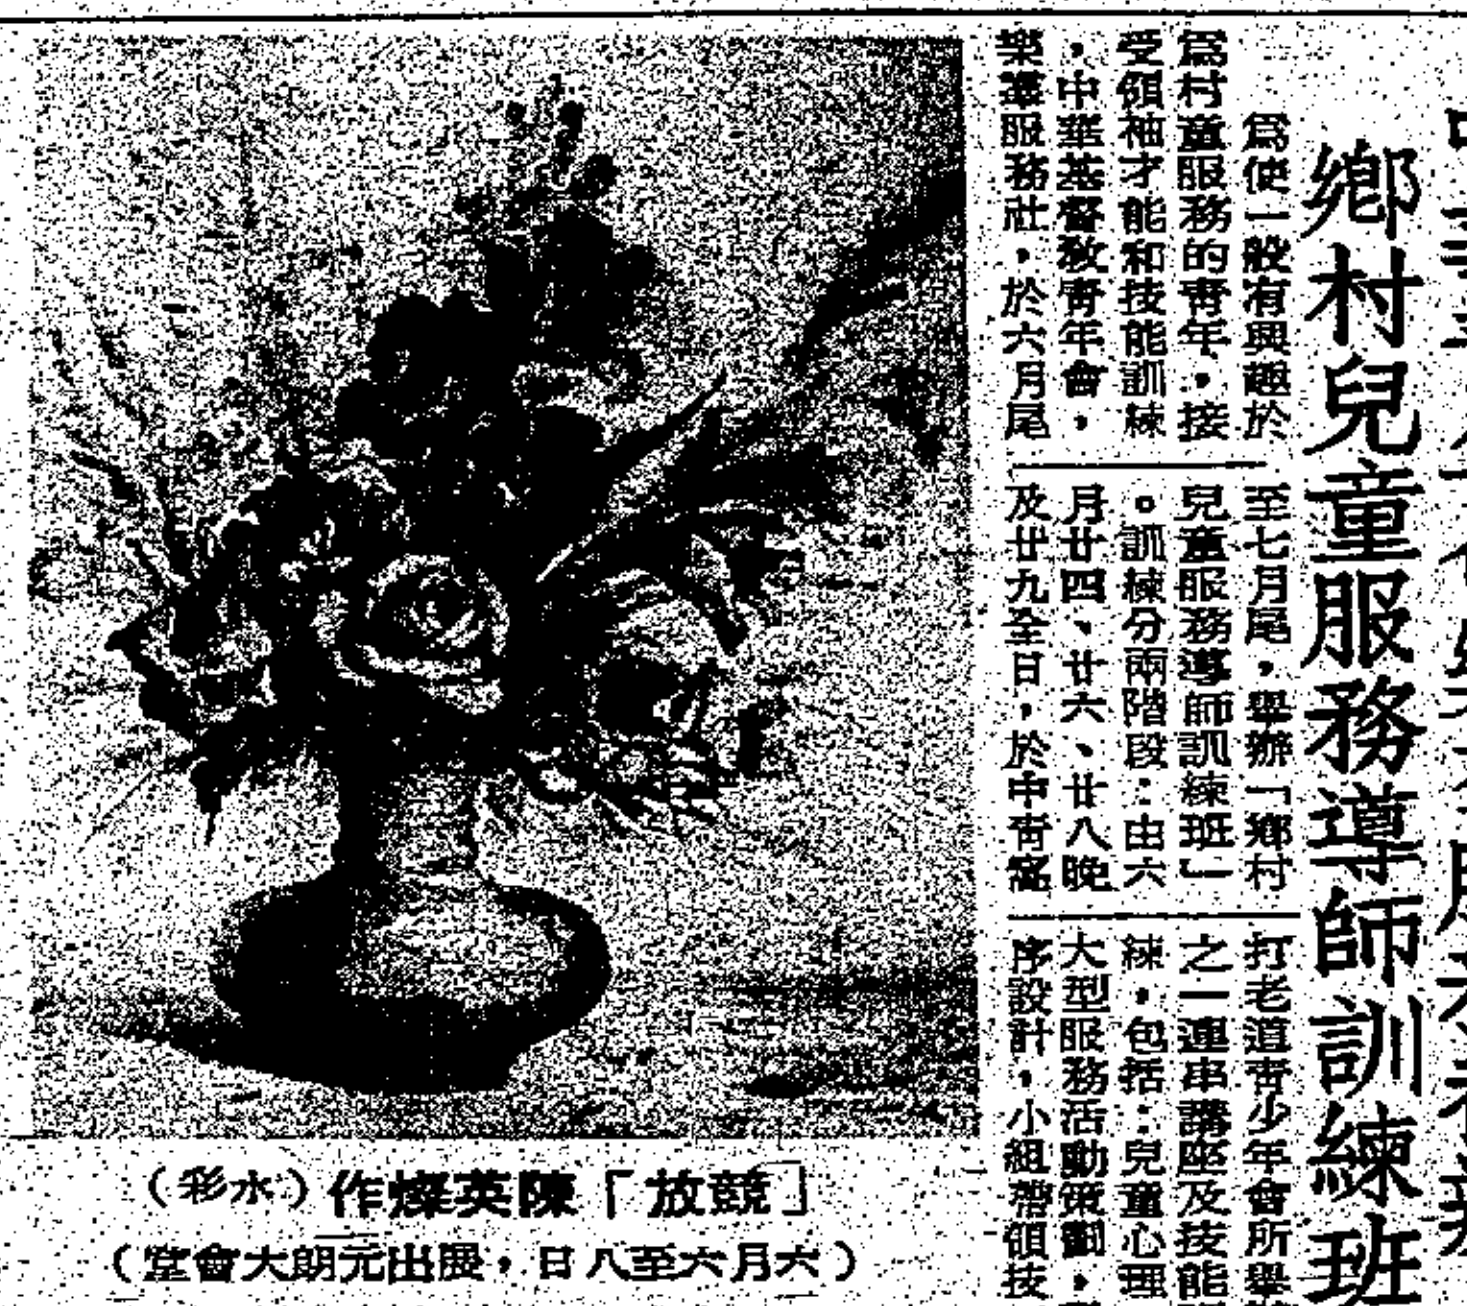 鄉村兒童服務導師訓練班
爲使一般有興趣於
爲村童服務的青年，接
受領袖才能和技能訓練
，中華基督教青年會，
樂服務社，於六月尾
至七月尾，舉辦「鄉村
兒童服務導師訓練班」
。訓練分兩階段：由六
月廿四、廿六、廿八晚
及廿九全日，於中青窩
打老道青少年會所舉
之一連串講座及技能
練，包括：兒童心理
大型服務活動策劃，
序設計，小組帶領技
「競放」陳英燦作（水彩）
（六月六至八日，展出元朗大會堂）